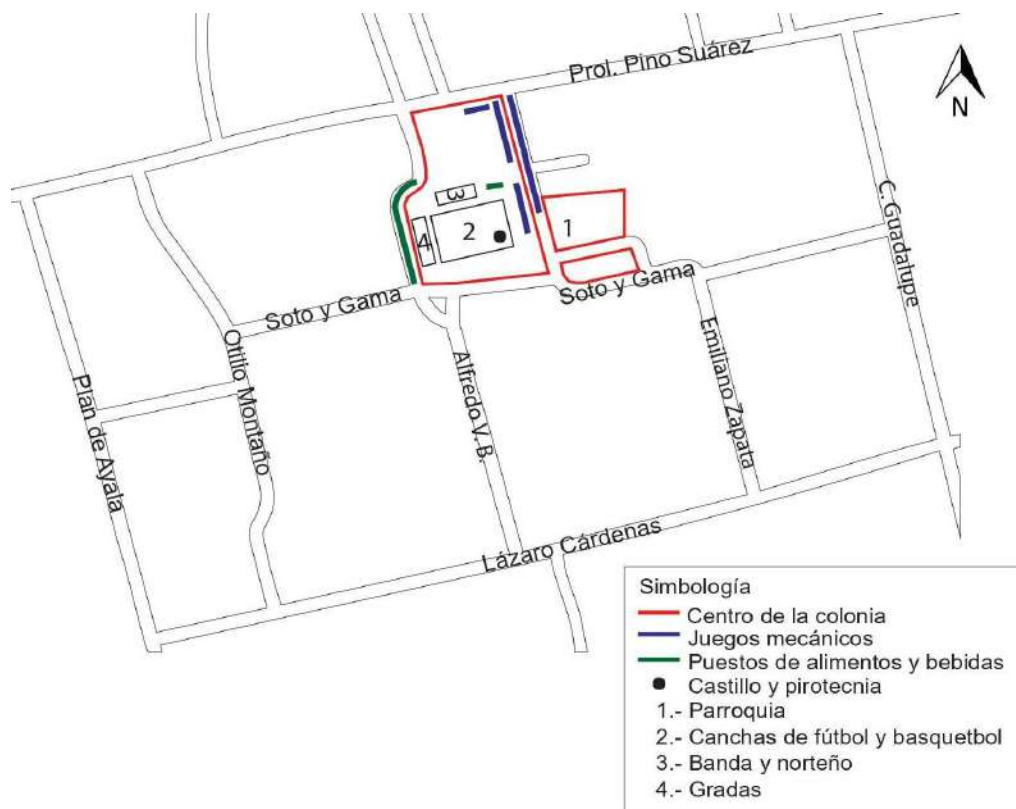 Prol. Pino Suárez
N
3
1
4
2
C. Guadalupe
Soto y Gama
Soto y Gama
Otilio Montaño
Alfredo V. B.
Emiliano Zapata
Plan de Ayala
Lázaro Cárdenas
Simbología
Centro de la colonia
Juegos mecánicos
Puestos de alimentos y bebidas
Castillo y pirotecnia
1.- Parroquia
2.- Canchas de fútbol y basquetbol
3.- Banda y norteño
4.- Gradas